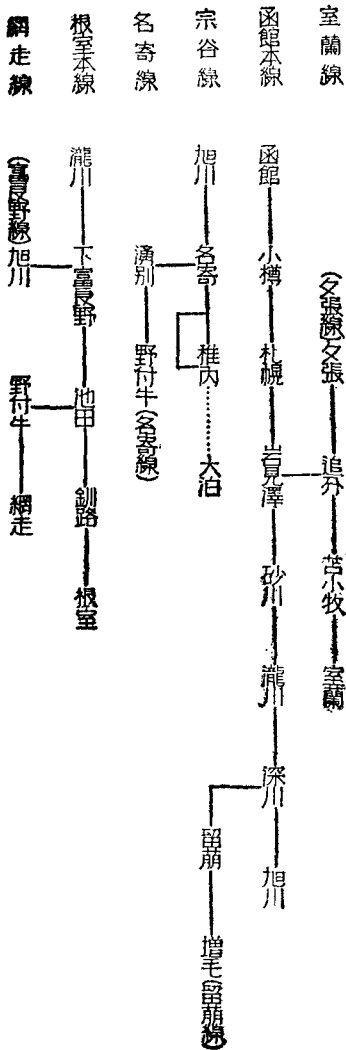 室蘭線
(夕張線)夕張
追分
苫小牧
室蘭
函館本線
函館
小樽
札幌
岩見澤
砂川
瀧川
深川
旭川
留萠
増毛(留萠線)
宗谷線
旭川
名寄
稚内
大泊
名寄線
湧別
野付牛(名寄線)
根室本線
瀧川
下富良野
池田
釧路
根室
網走線
(富良野線)旭川
野付牛
網走